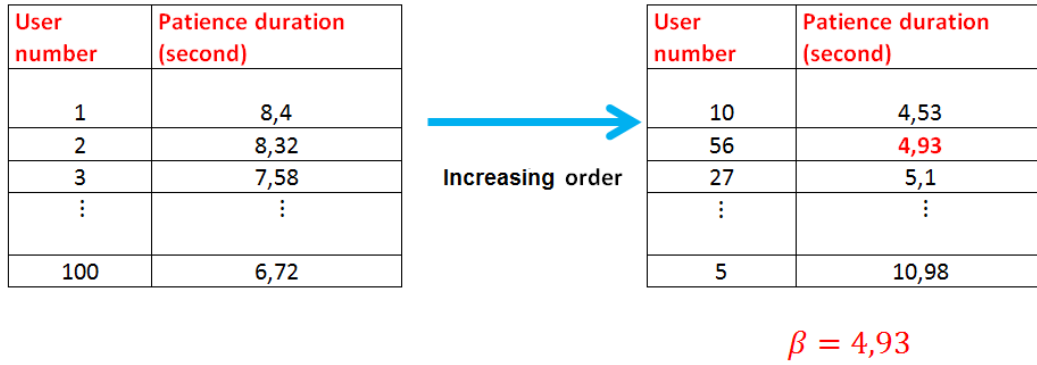 User number Patience duration (second)
1 8,4
2 8,32
3 7,58
⋮ ⋮
100 6,72
Increasing order
User number Patience duration (second)
10 4,53
56 4,93
27 5,1
⋮ ⋮
5 10,98
β = 4,93